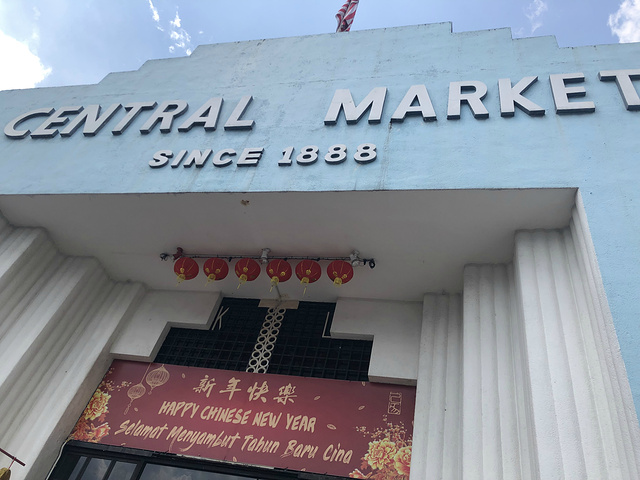 CENTRAL MARKET
SINCE 1888
K L
新年快樂
HAPPY CHINESE NEW YEAR
Selamat Menyambut Tahun Baru Cina